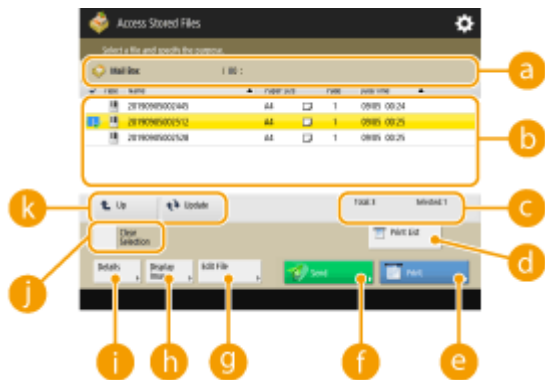 Access Stored Files
Select a file and specify the purpose.
Mail Box 00 :
a
Type Name Paper Size Page Date/Time
20190905002445 A4 1 09/05 00:24
20190905002512 A4 1 09/05 00:25
20190905002528 A4 1 09/05 00:25
b
k
Up Update Total: 3 Selected: 1
c
Clear Selection
Print List
d
j
Details
Display
Edit File
Send
Print
i h g f e